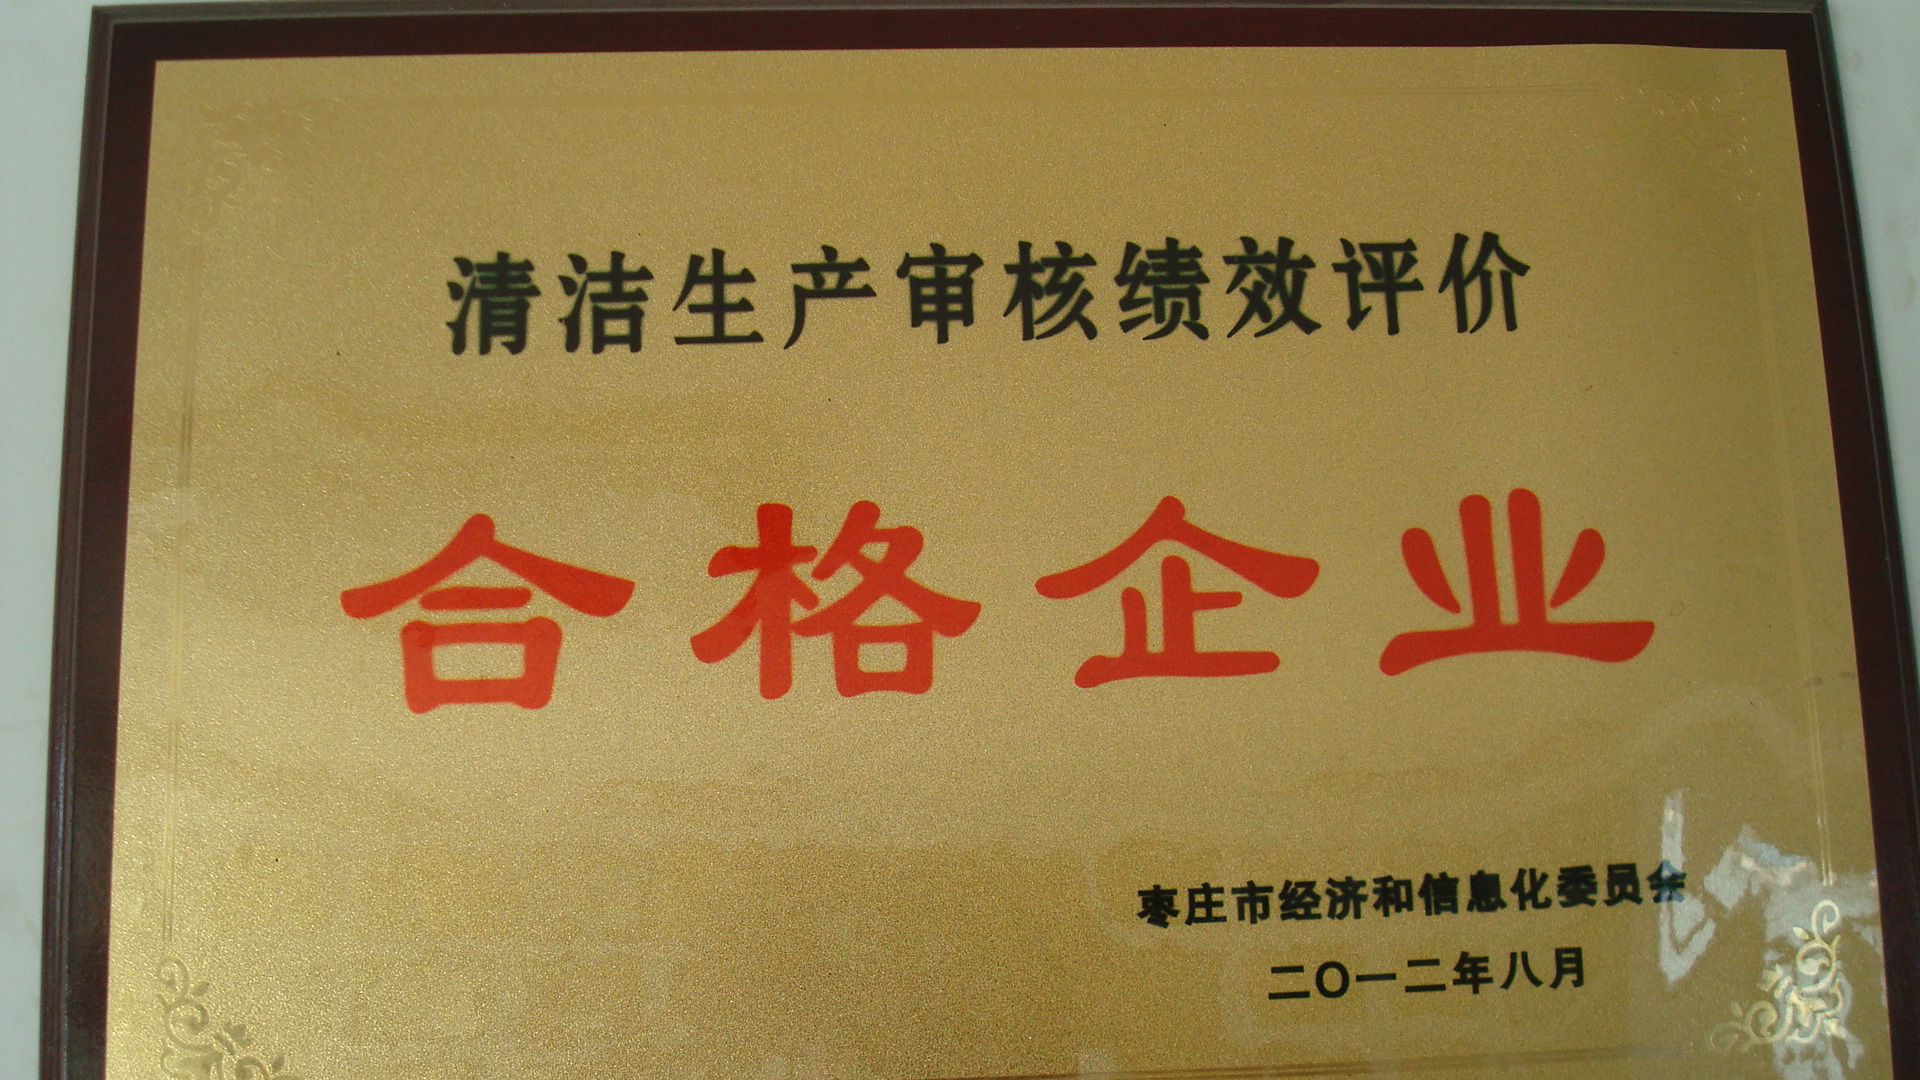 清洁生产审核绩效评价
合格企业
枣庄市经济和信息化委员会
二〇一二年八月